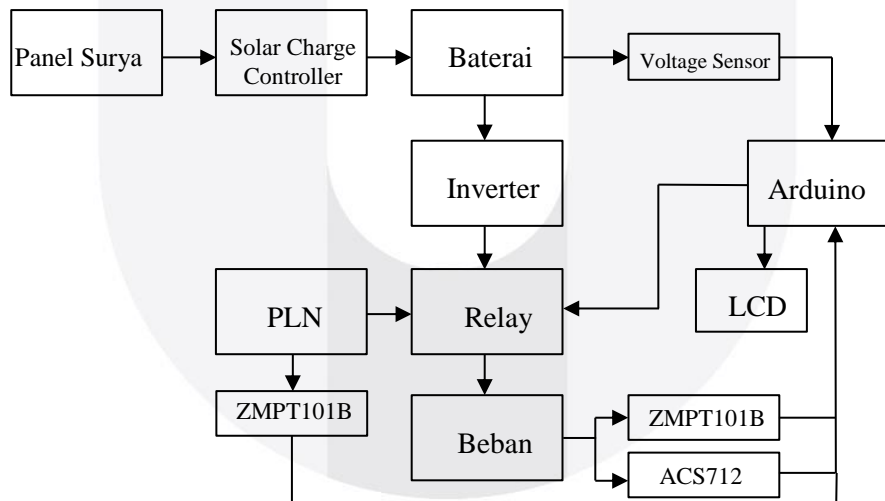 Panel Surya
Solar Charge
Controller
Baterai
Voltage Sensor
Inverter
Arduino
PLN
Relay
LCD
ZMPT101B
Beban
ZMPT101B
ACS712